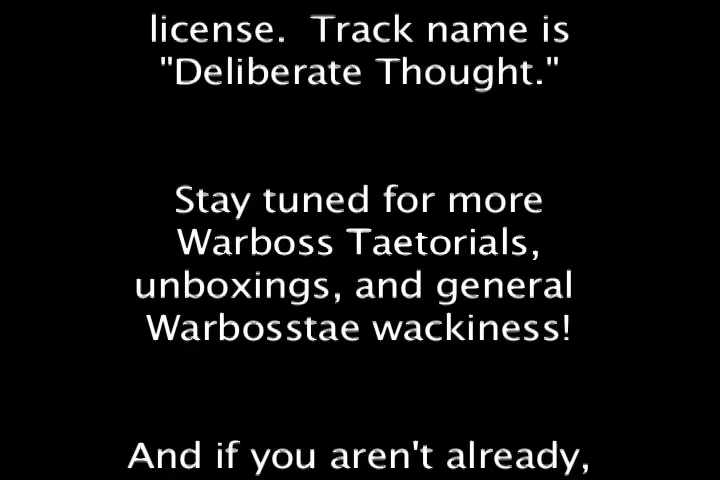 license.  Track name is
"Deliberate Thought."
Stay tuned for more
Warboss Taetorials,
unboxings, and general
Warbosstae wackiness!
And if you aren't already,